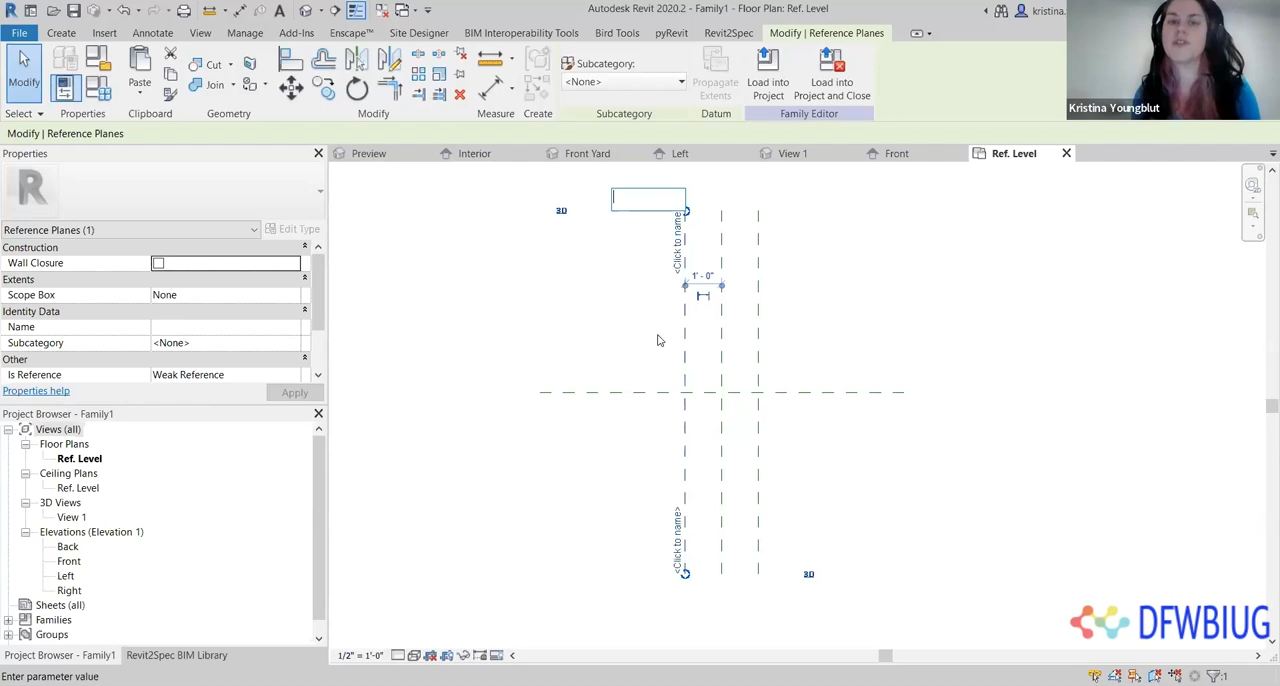 Autodesk Revit 2020.2 - Family1 - Floor Plan: Ref. Level
kristina.
File Create Insert Annotate View Manage Add-Ins Enscape™ Site Designer BIM Interoperability Tools Bird Tools pyRevit Revit2Spec Modify | Reference Planes
Modify
Paste
Cut
Join
Subcategory:
<None>
Propagate
Extents
Load into
Project
Load into
Project and Close
Select Properties Clipboard Geometry Modify Measure Create Subcategory Datum Family Editor
Kristina Youngblut
Modify | Reference Planes
Properties
Preview Interior Front Yard Left View 1 Front Ref. Level
Reference Planes (1)
Edit Type
Construction
Wall Closure
Extents
Scope Box None
Identity Data
Name
Subcategory <None>
Other
Is Reference Weak Reference
Properties help
Apply
Project Browser - Family1
Views (all)
Floor Plans
Ref. Level
Ceiling Plans
Ref. Level
3D Views
View 1
Elevations (Elevation 1)
Back
Front
Left
Right
Sheets (all)
Families
Groups
Project Browser - Family1 Revit2Spec BIM Library
3D
<Click to name
1' - 0"
<Click to name>
3D
DFWBIUG
1/2" = 1'-0"
Enter parameter value
:1